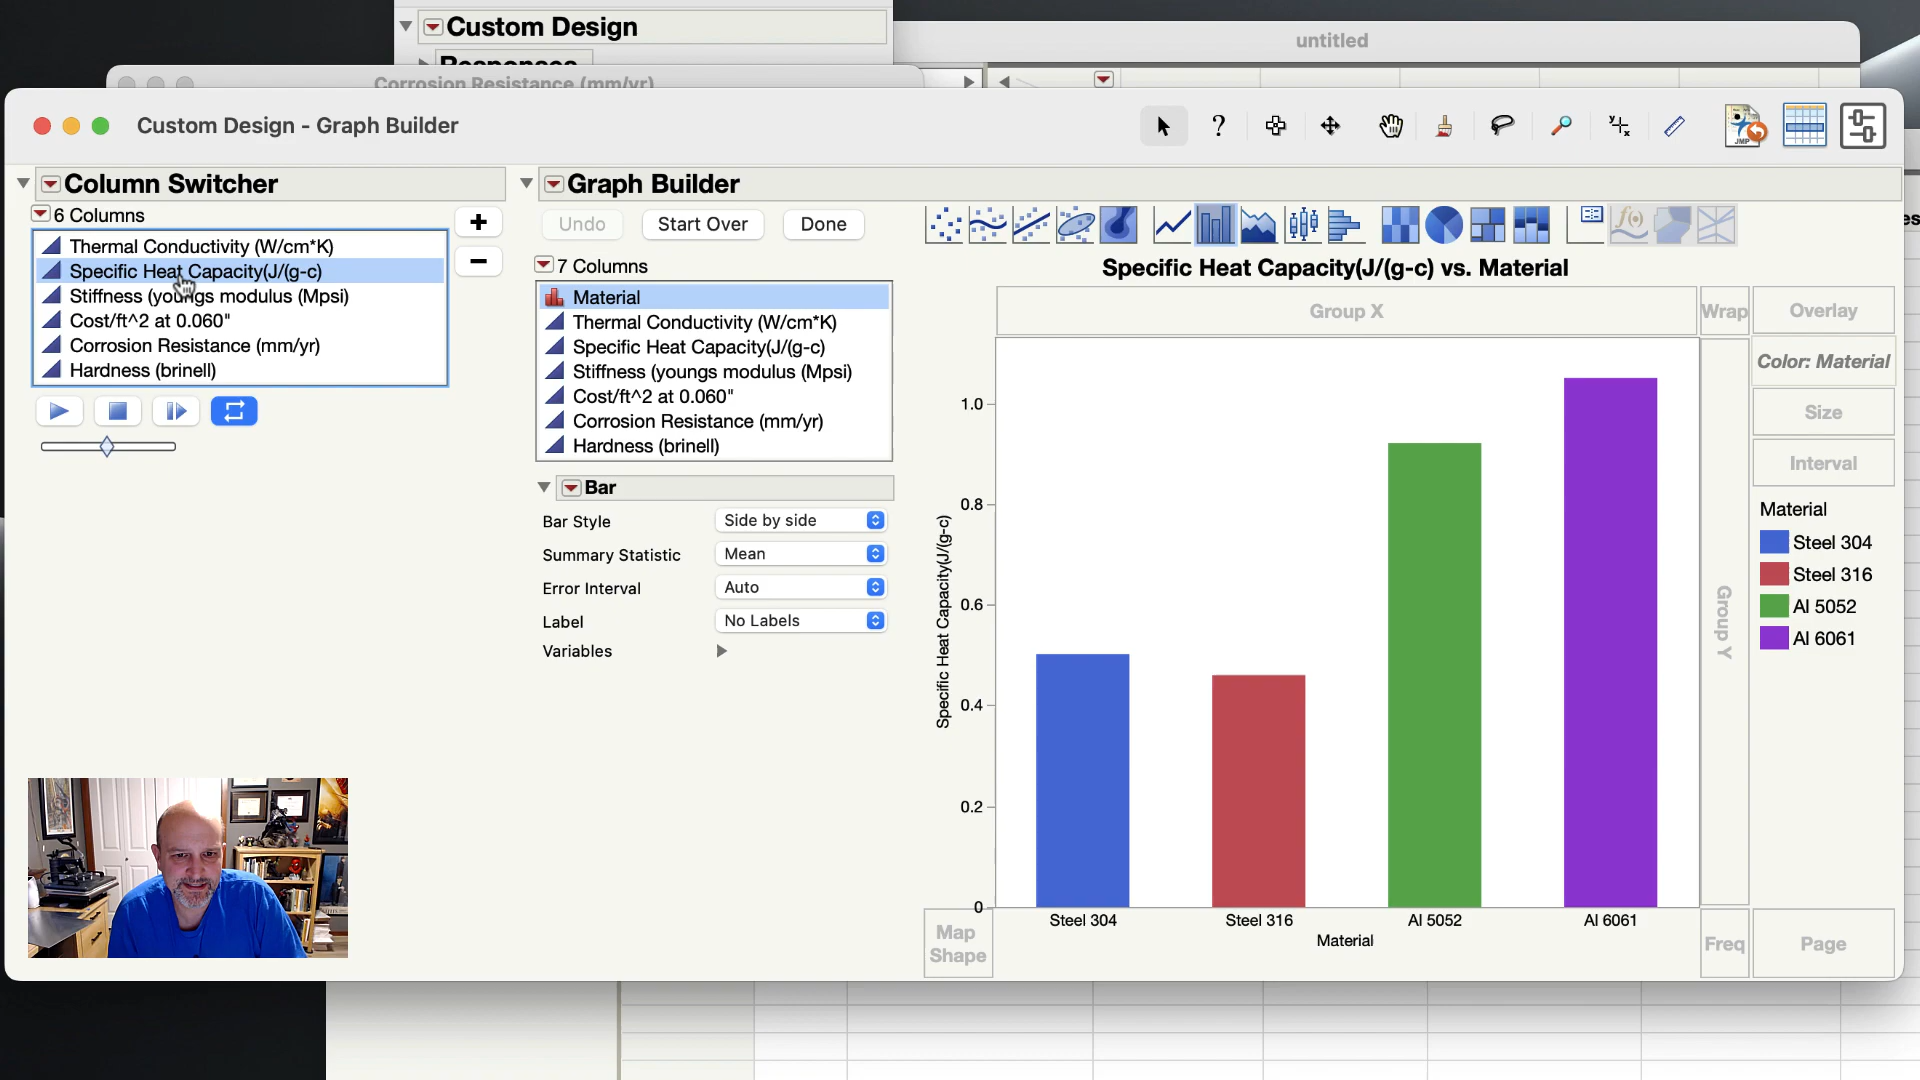 Custom Design
Responses
untitled
Corrosion Resistance (mm/yr)
Custom Design - Graph Builder
?
JMP
Column Switcher
6 Columns
Thermal Conductivity (W/cm*K)
Specific Heat Capacity(J/(g-c)
Stiffness (youngs modulus (Mpsi)
Cost/ft^2 at 0.060"
Corrosion Resistance (mm/yr)
Hardness (brinell)
+
−
Graph Builder
Undo
Start Over
Done
7 Columns
Material
Thermal Conductivity (W/cm*K)
Specific Heat Capacity(J/(g-c)
Stiffness (youngs modulus (Mpsi)
Cost/ft^2 at 0.060"
Corrosion Resistance (mm/yr)
Hardness (brinell)
Bar
Bar Style Side by side
Summary Statistic Mean
Error Interval Auto
Label No Labels
Variables
Specific Heat Capacity(J/(g-c) vs. Material
Group X
Wrap
Overlay
Color: Material
Size
Interval
Material
Steel 304
Steel 316
Al 5052
Al 6061
Group Y
Specific Heat Capacity(J/(g-c)
1.0
0.8
0.6
0.4
0.2
0
Steel 304
Steel 316
Al 5052
Al 6061
Material
Map
Shape
Freq
Page